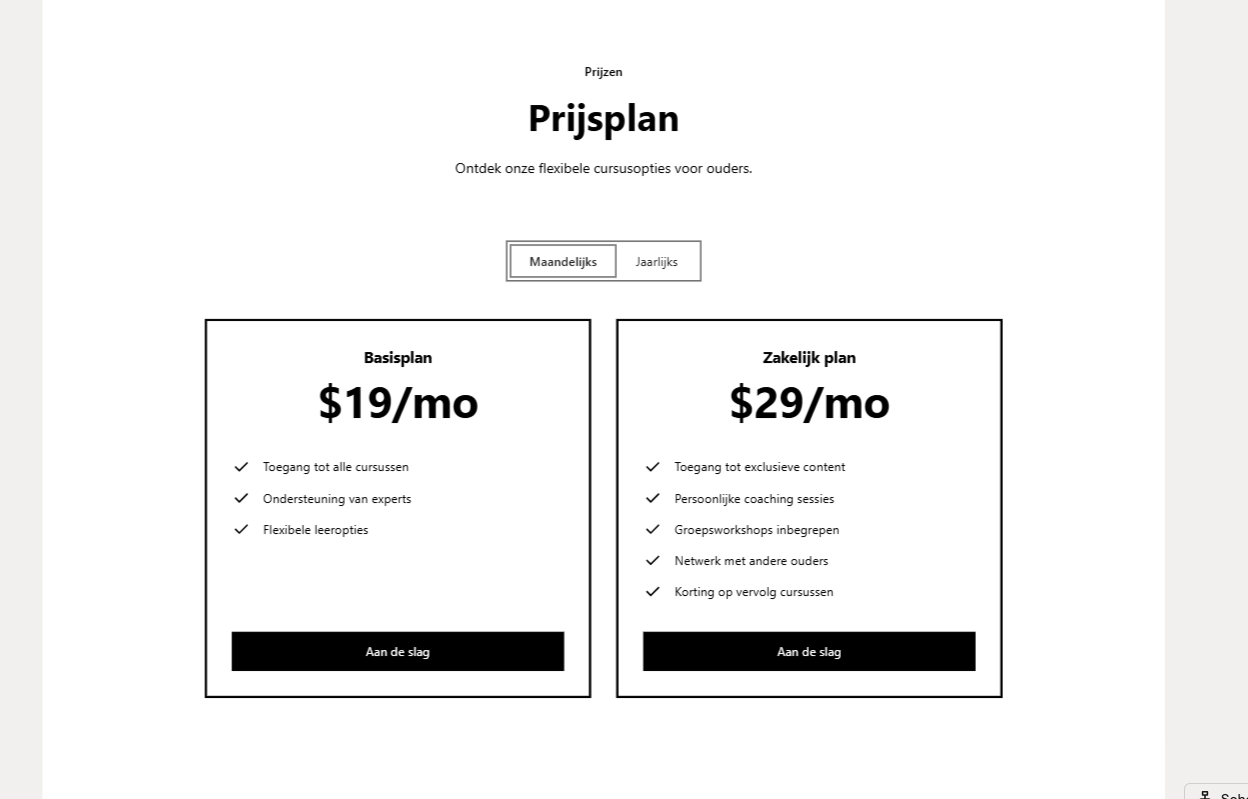 Prijzen
Prijsplan
Ontdek onze flexibele cursusopties voor ouders.
Maandelijks
Jaarlijks
Basisplan
$19/mo
Toegang tot alle cursussen
Ondersteuning van experts
Flexibele leeropties
Aan de slag
Zakelijk plan
$29/mo
Toegang tot exclusieve content
Persoonlijke coaching sessies
Groepsworkshops inbegrepen
Netwerk met andere ouders
Korting op vervolg cursussen
Aan de slag